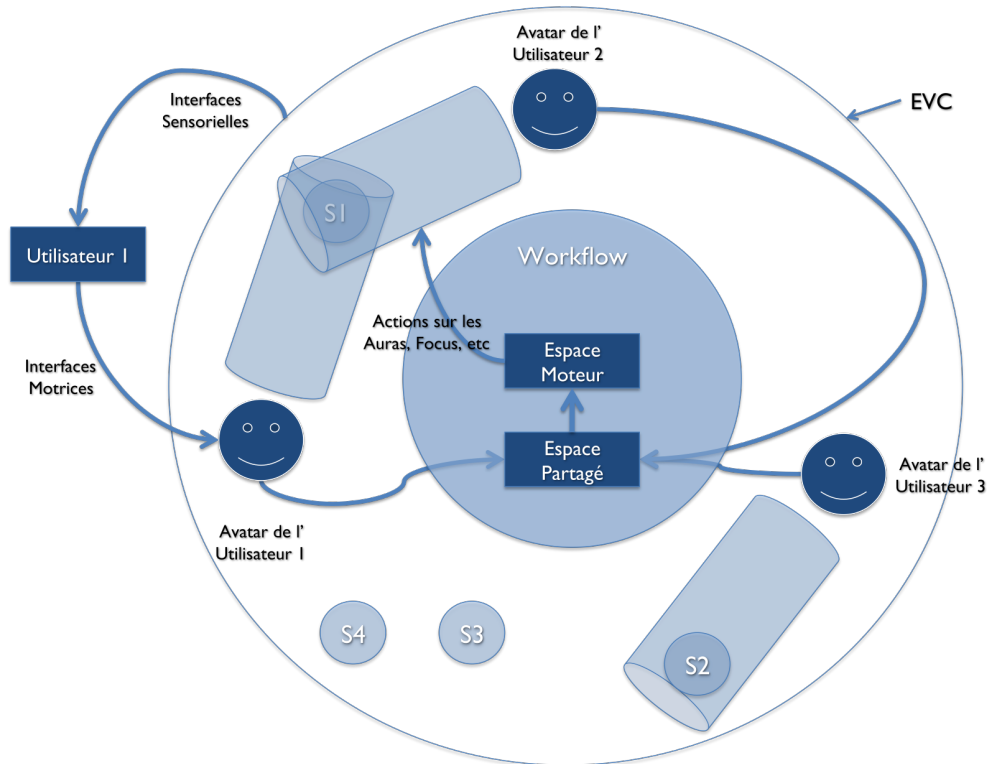 Avatar de l'
Utilisateur 2
EVC
Interfaces
Sensorielles
S1
Utilisateur 1
Workflow
Actions sur les
Auras, Focus, etc
Espace
Moteur
Interfaces
Motrices
Espace
Partagé
Avatar de l'
Utilisateur 3
Avatar de l'
Utilisateur 1
S4
S3
S2